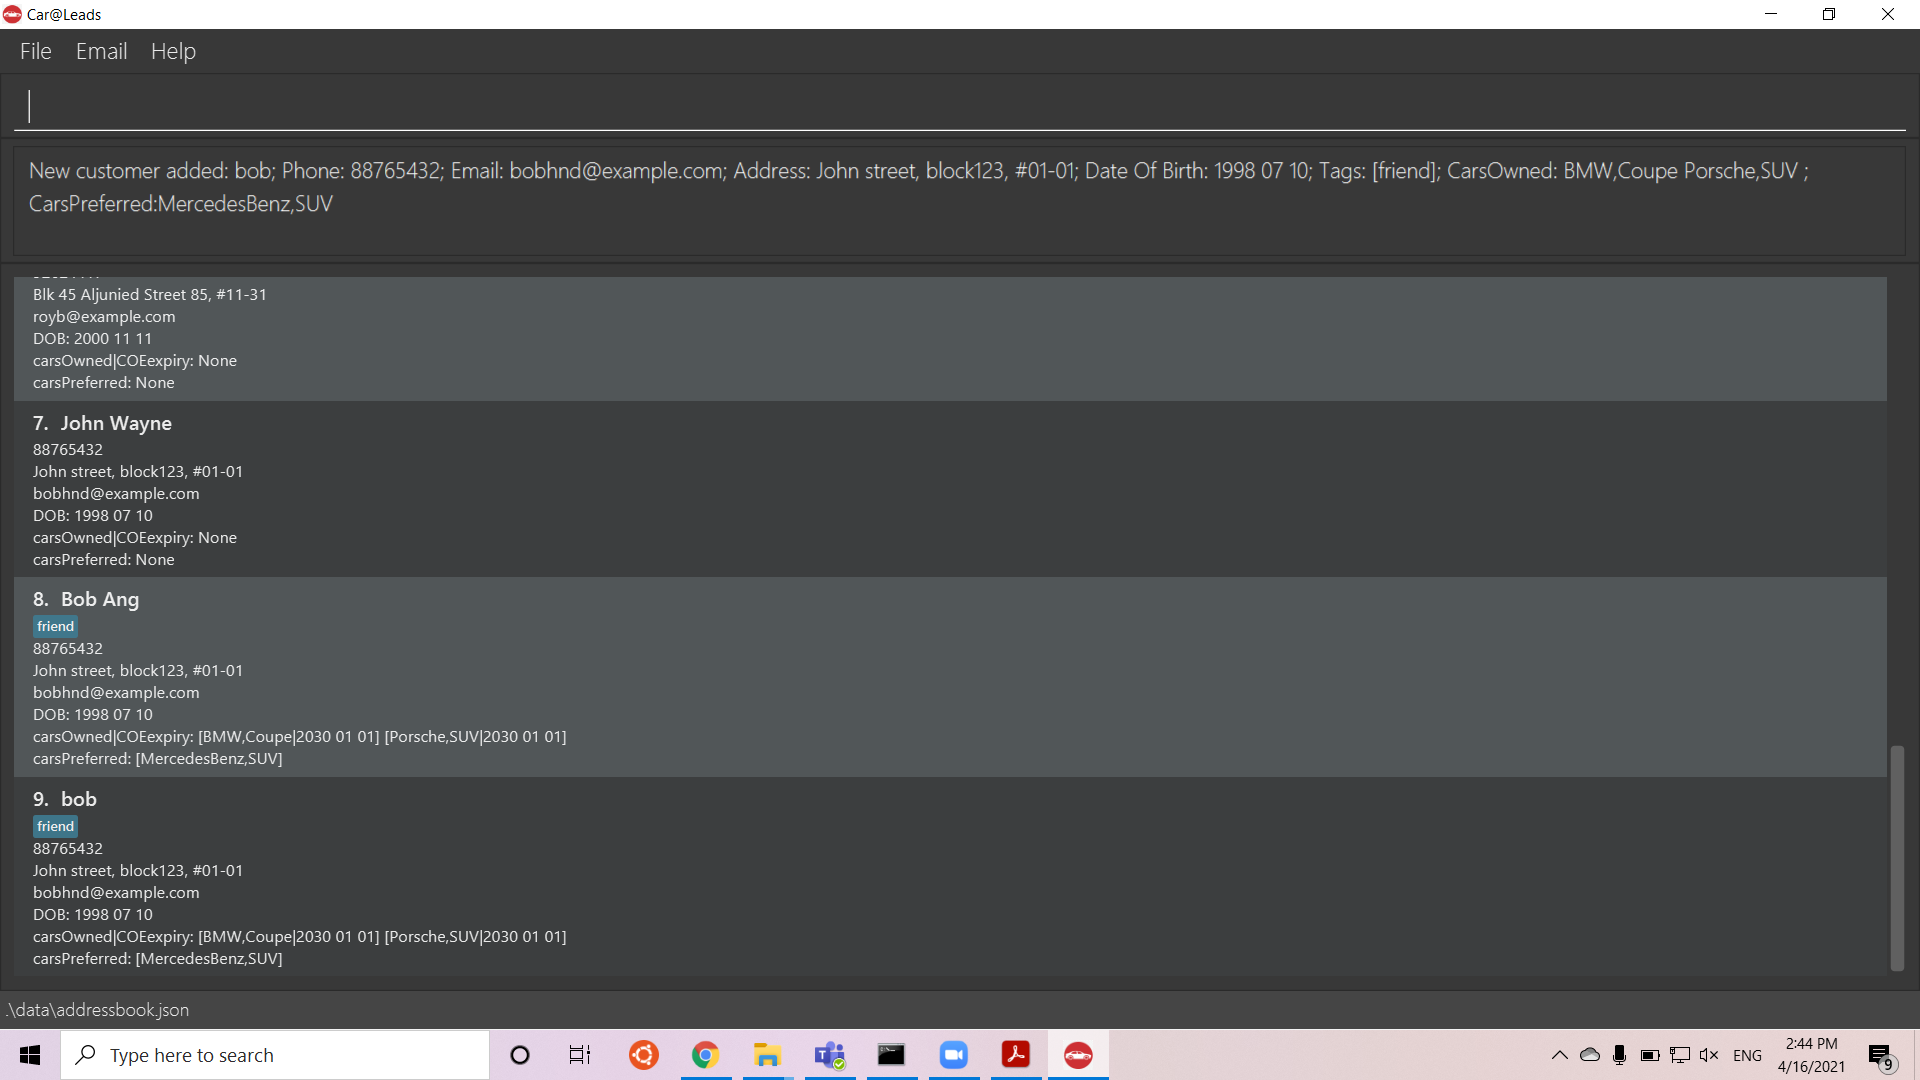 Car@Leads
File Email Help
New customer added: bob; Phone: 88765432; Email: bobhnd@example.com; Address: John street, block123, #01-01; Date Of Birth: 1998 07 10; Tags: [friend]; CarsOwned: BMW,Coupe Porsche,SUV ;
CarsPreferred:MercedesBenz,SUV
Blk 45 Aljunied Street 85, #11-31
royb@example.com
DOB: 2000 11 11
carsOwned|COEexpiry: None
carsPreferred: None
7. John Wayne
88765432
John street, block123, #01-01
bobhnd@example.com
DOB: 1998 07 10
carsOwned|COEexpiry: None
carsPreferred: None
8. Bob Ang
friend
88765432
John street, block123, #01-01
bobhnd@example.com
DOB: 1998 07 10
carsOwned|COEexpiry: [BMW,Coupe|2030 01 01] [Porsche,SUV|2030 01 01]
carsPreferred: [MercedesBenz,SUV]
9. bob
friend
88765432
John street, block123, #01-01
bobhnd@example.com
DOB: 1998 07 10
carsOwned|COEexpiry: [BMW,Coupe|2030 01 01] [Porsche,SUV|2030 01 01]
carsPreferred: [MercedesBenz,SUV]
.\data\addressbook.json
Type here to search
ENG
2:44 PM
4/16/2021
9